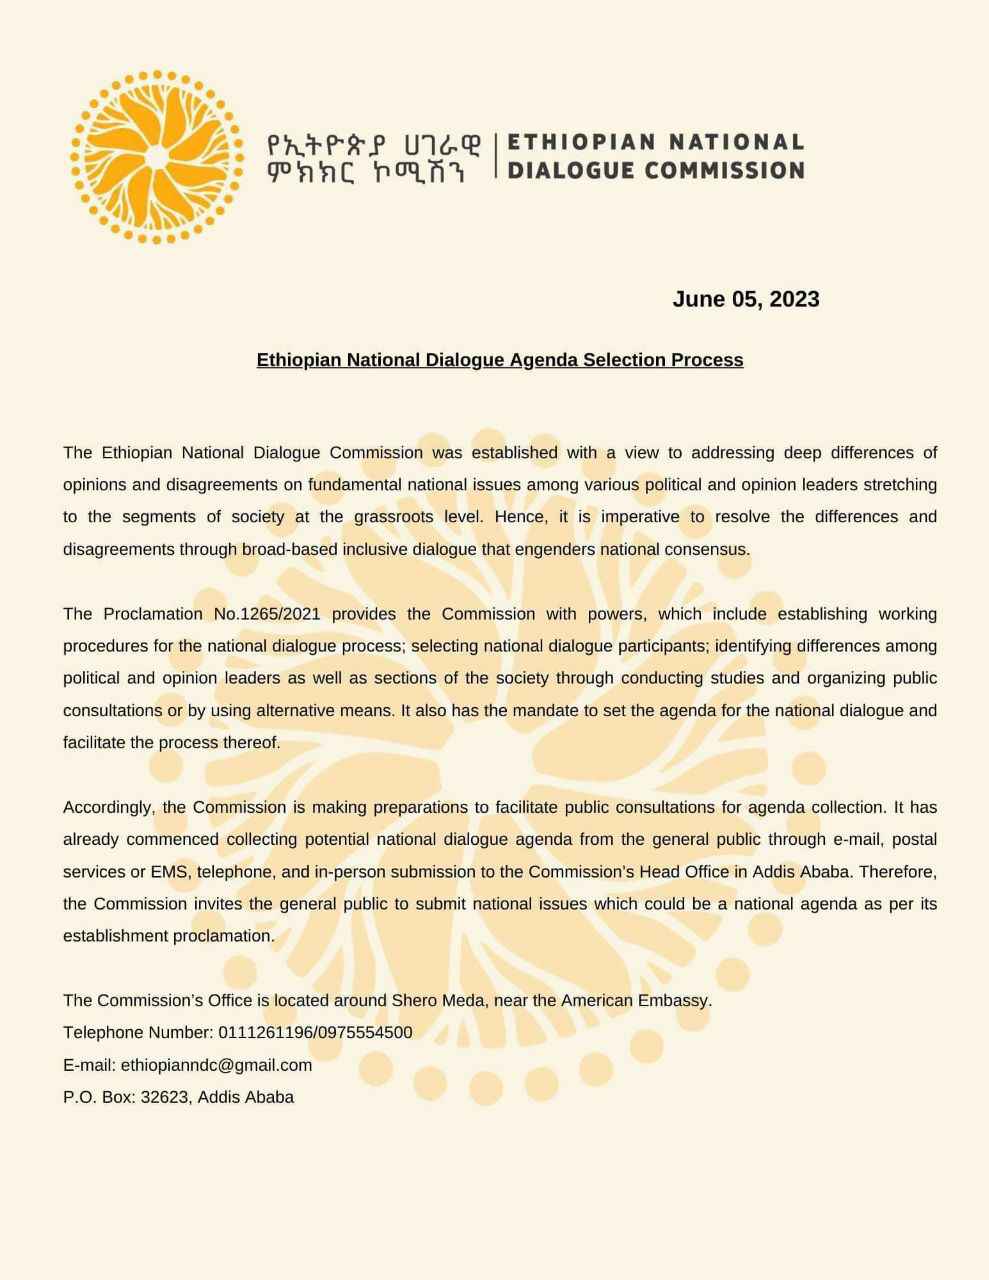 የኢትዮጵያ ሀገራዊ
ምክክር ኮሚሽን
ETHIOPIAN NATIONAL
DIALOGUE COMMISSION
June 05, 2023
Ethiopian National Dialogue Agenda Selection Process
The Ethiopian National Dialogue Commission was established with a view to addressing deep differences of
opinions and disagreements on fundamental national issues among various political and opinion leaders stretching
to the segments of society at the grassroots level. Hence, it is imperative to resolve the differences and
disagreements through broad-based inclusive dialogue that engenders national consensus.
The Proclamation No.1265/2021 provides the Commission with powers, which include establishing working
procedures for the national dialogue process; selecting national dialogue participants; identifying differences among
political and opinion leaders as well as sections of the society through conducting studies and organizing public
consultations or by using alternative means. It also has the mandate to set the agenda for the national dialogue and
facilitate the process thereof.
Accordingly, the Commission is making preparations to facilitate public consultations for agenda collection. It has
already commenced collecting potential national dialogue agenda from the general public through e-mail, postal
services or EMS, telephone, and in-person submission to the Commission’s Head Office in Addis Ababa. Therefore,
the Commission invites the general public to submit national issues which could be a national agenda as per its
establishment proclamation.
The Commission’s Office is located around Shero Meda, near the American Embassy.
Telephone Number: 0111261196/0975554500
E-mail: ethiopianndc@gmail.com
P.O. Box: 32623, Addis Ababa